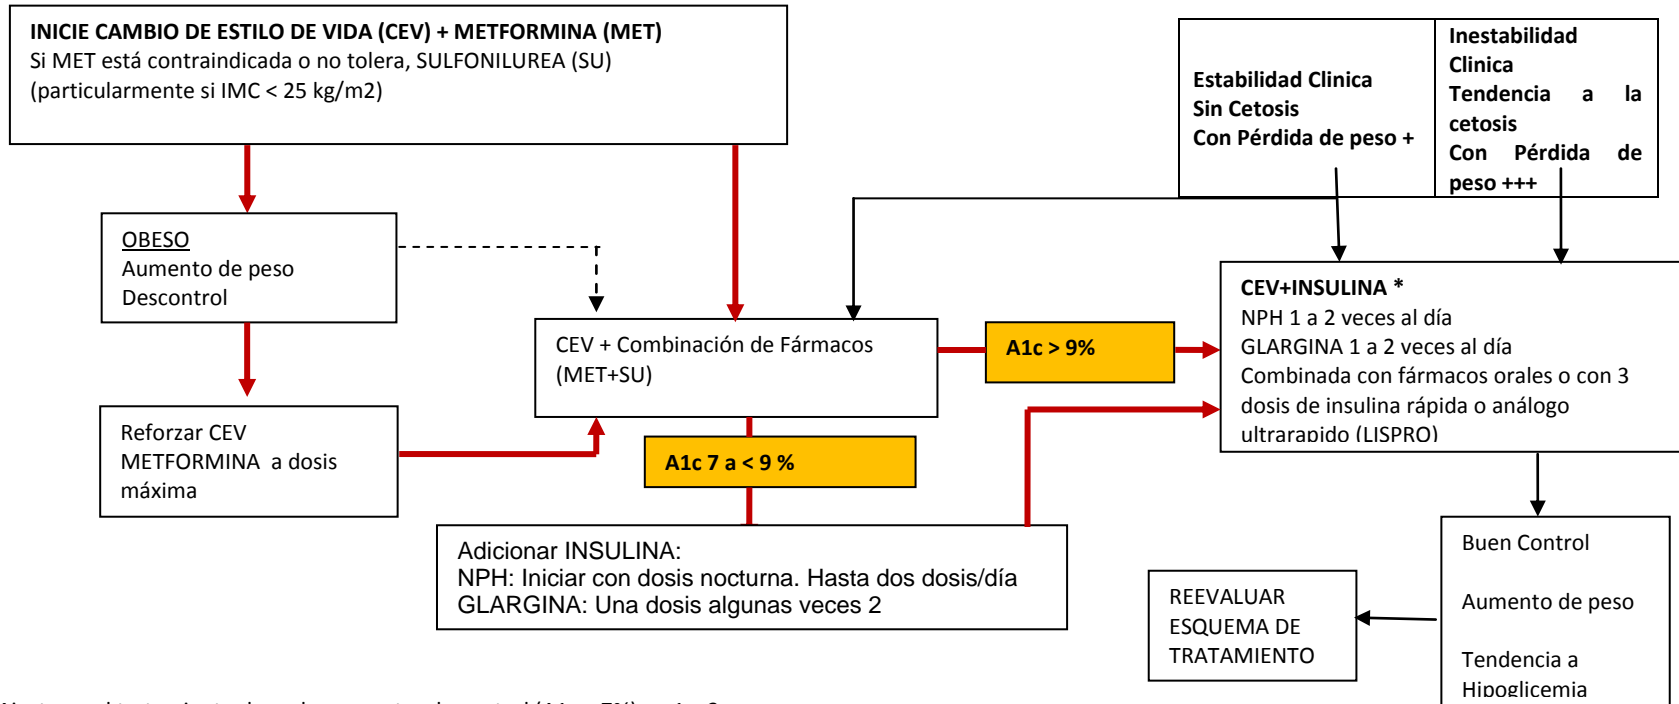 INICIE CAMBIO DE ESTILO DE VIDA (CEV) + METFORMINA (MET)
Si MET está contraindicada o no tolera, SULFONILUREA (SU)
(particularmente si IMC < 25 kg/m2)
Estabilidad Clinica
Sin Cetosis
Con Pérdida de peso +
Inestabilidad
Clinica
Tendencia a la
cetosis
Con Pérdida de
peso +++
OBESO
Aumento de peso
Descontrol
CEV + Combinación de Fármacos
(MET+SU)
A1c > 9%
CEV+INSULINA *
NPH 1 a 2 veces al día
GLARGINA 1 a 2 veces al día
Combinada con fármacos orales o con 3
dosis de insulina rápida o análogo
ultrarapido (LISPRO)
Reforzar CEV
METFORMINA a dosis
máxima
A1c 7 a < 9 %
Adicionar INSULINA:
NPH: Iniciar con dosis nocturna. Hasta dos dosis/día
GLARGINA: Una dosis algunas veces 2
REEVALUAR
ESQUEMA DE
TRATAMIENTO
Buen Control
Aumento de peso
Tendencia a
Hipoglicemia